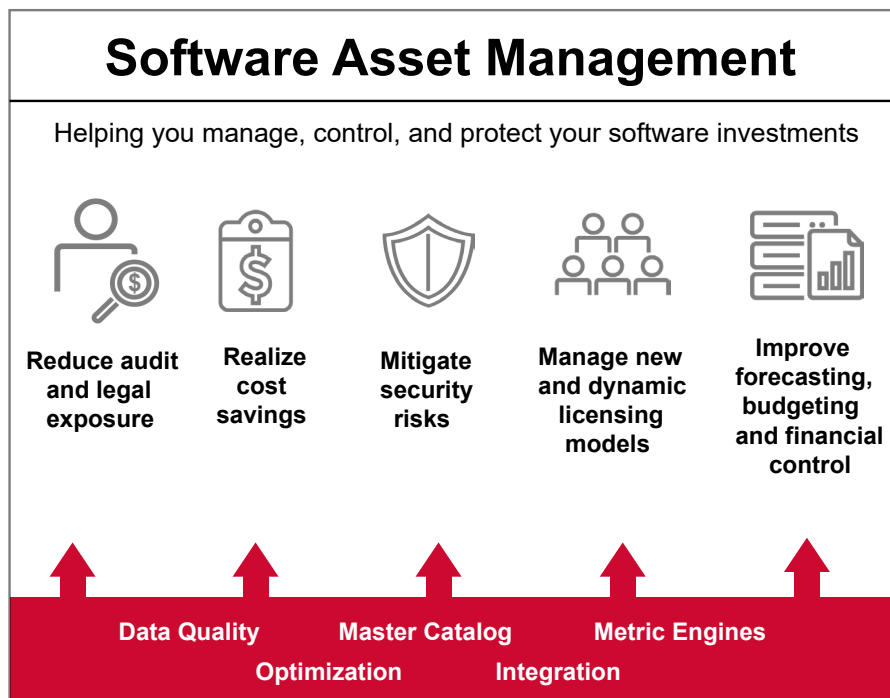 Software Asset Management
Helping you manage, control, and protect your software investments
$
$
Reduce audit
and legal
exposure
Realize
cost
savings
Mitigate
security
risks
Manage new
and dynamic
licensing
models
Improve
forecasting,
budgeting
and financial
control
Data Quality
Master Catalog
Metric Engines
Optimization
Integration